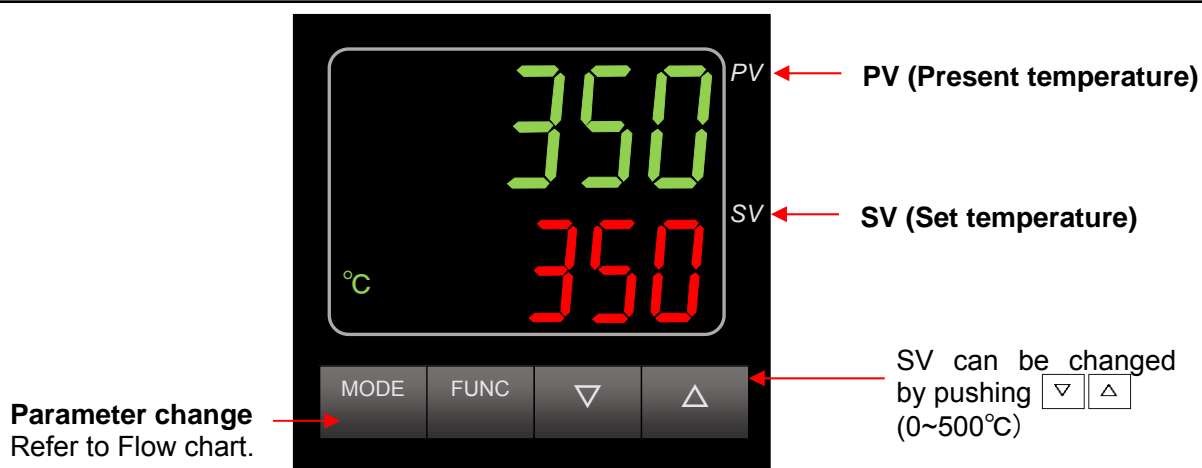 350 PV
PV (Present temperature)
SV
SV (Set temperature)
350
℃
MODE FUNC ▽ △
SV can be changed
by pushing ▽ △
(0~500℃)
Parameter change
Refer to Flow chart.